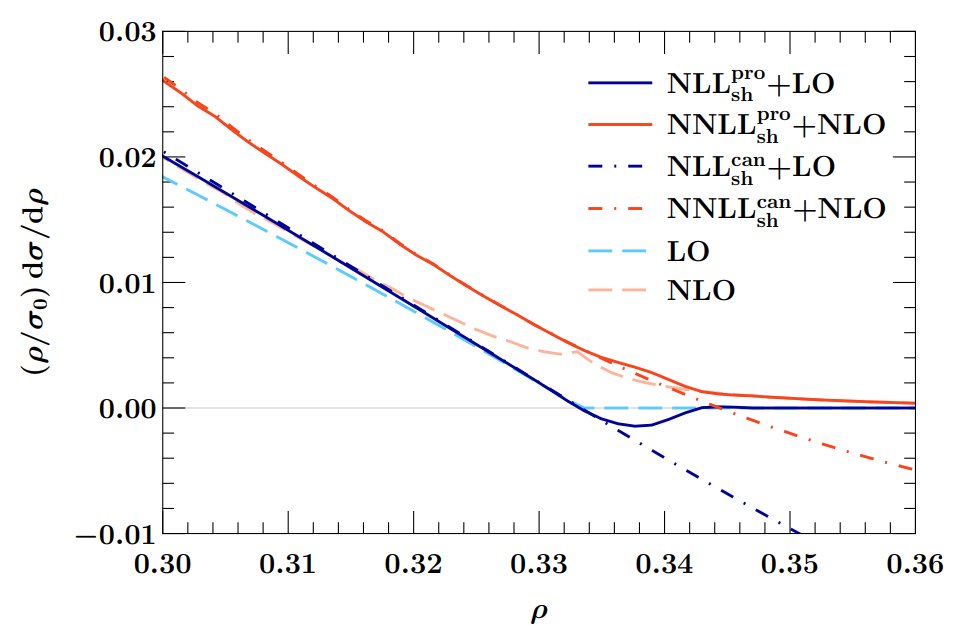 0.03
0.02
0.01
0.00
−0.01
(ρ/σ₀) dσ/dρ
NLL^pro_sh+LO
NNLL^pro_sh+NLO
NLL^can_sh+LO
NNLL^can_sh+NLO
LO
NLO
0.30 0.31 0.32 0.33 0.34 0.35 0.36
ρ